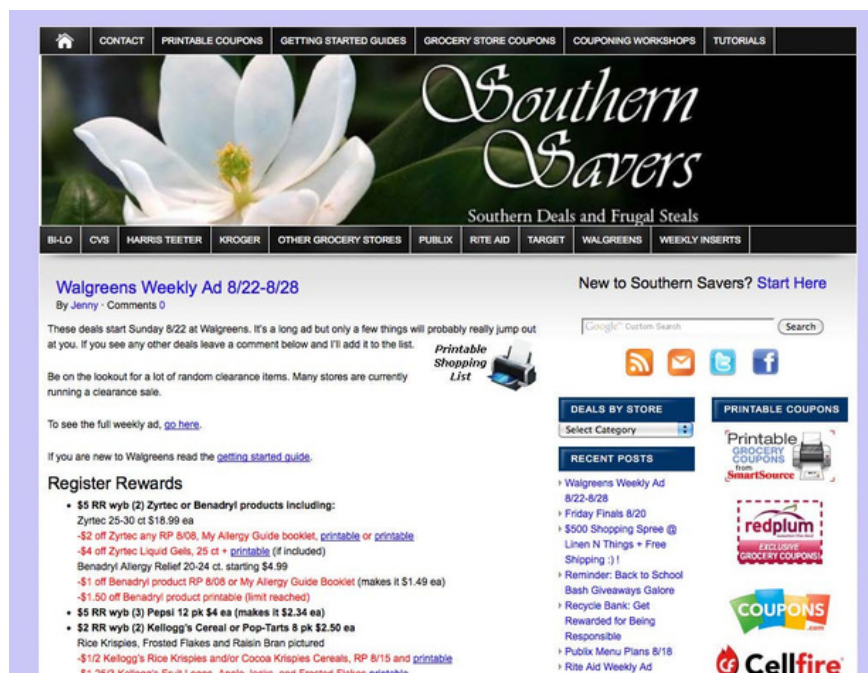 CONTACT
PRINTABLE COUPONS
GETTING STARTED GUIDES
GROCERY STORE COUPONS
COUPONING WORKSHOPS
TUTORIALS
Southern
Savers
Southern Deals and Frugal Steals
BI-LO
CVS
HARRIS TEETER
KROGER
OTHER GROCERY STORES
PUBLIX
RITE AID
TARGET
WALGREENS
WEEKLY INSERTS
Walgreens Weekly Ad 8/22-8/28
By Jenny · Comments 0
These deals start Sunday 8/22 at Walgreens. It's a long ad but only a few things will probably really jump out
at you. If you see any other deals leave a comment below and I'll add it to the list.
Printable
Shopping
List
Be on the lookout for a lot of random clearance items. Many stores are currently
running a clearance sale.
To see the full weekly ad, go here.
If you are new to Walgreens read the getting started guide.
Register Rewards
• $5 RR wyb (2) Zyrtec or Benadryl products including:
Zyrtec 25-30 ct $18.99 ea
-$2 off Zyrtec any RP 8/08, My Allergy Guide booklet, printable or printable
-$4 off Zyrtec Liquid Gels, 25 ct + printable (if included)
Benadryl Allergy Relief 20-24 ct. starting $4.99
-$1 off Benadryl product RP 8/08 or My Allergy Guide Booklet (makes it $1.49 ea)
-$1.50 off Benadryl product printable (limit reached)
• $5 RR wyb (3) Pepsi 12 pk $4 ea (makes it $2.34 ea)
• $2 RR wyb (2) Kellogg's Cereal or Pop-Tarts 8 pk $2.50 ea
Rice Krispies, Frosted Flakes and Raisin Bran pictured
-$1/2 Kellogg's Rice Krispies and/or Cocoa Krispies Cereals, RP 8/15 and printable
New to Southern Savers? Start Here
Google™ Custom Search
Search
DEALS BY STORE
Select Category
RECENT POSTS
Walgreens Weekly Ad
8/22-8/28
Friday Finals 8/20
$500 Shopping Spree @
Linen N Things + Free
Shipping :) !
Reminder: Back to School
Bash Giveaways Galore
Recycle Bank: Get
Rewarded for Being
Responsible
Publix Menu Plans 8/18
Rite Aid Weekly Ad
PRINTABLE COUPONS
Printable
GROCERY
COUPONS
from
SmartSource
redplum
EXCLUSIVE
GROCERY COUPONS!
COUPONS
.com
Cellfire